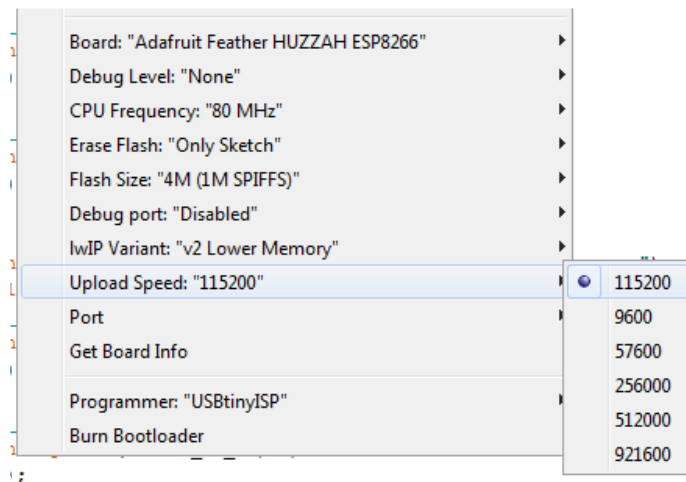 Board: "Adafruit Feather HUZZAH ESP8266"
Debug Level: "None"
CPU Frequency: "80 MHz"
Erase Flash: "Only Sketch"
Flash Size: "4M (1M SPIFFS)"
Debug port: "Disabled"
lwIP Variant: "v2 Lower Memory"
Upload Speed: "115200"
Port
Get Board Info
Programmer: "USBtinyISP"
Burn Bootloader
115200
9600
57600
256000
512000
921600